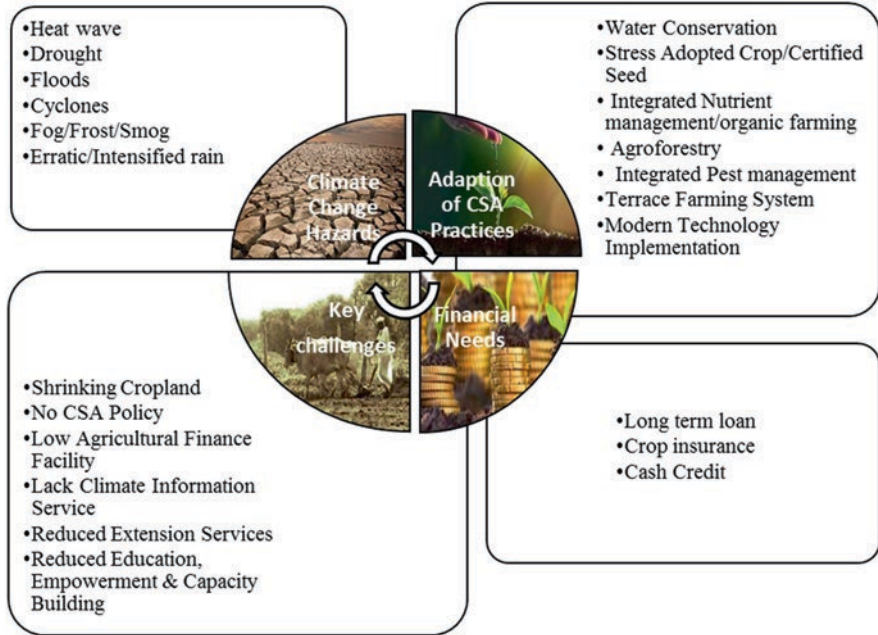 •Heat wave
•Drought
•Floods
•Cyclones
•Fog/Frost/Smog
•Erratic/Intensified rain
Climate
Change
Hazards
•Water Conservation
•Stress Adopted Crop/Certified
Seed
• Integrated Nutrient
management/organic farming
• Agroforestry
• Integrated Pest management
•Terrace Farming System
•Modern Technology
Implementation
Adaption
of CSA
Practices
Key
challenges
•Shrinking Cropland
•No CSA Policy
•Low Agricultural Finance
Facility
•Lack Climate Information
Service
•Reduced Extension Services
•Reduced Education,
Empowerment & Capacity
Building
Financial
Needs
•Long term loan
•Crop insurance
•Cash Credit